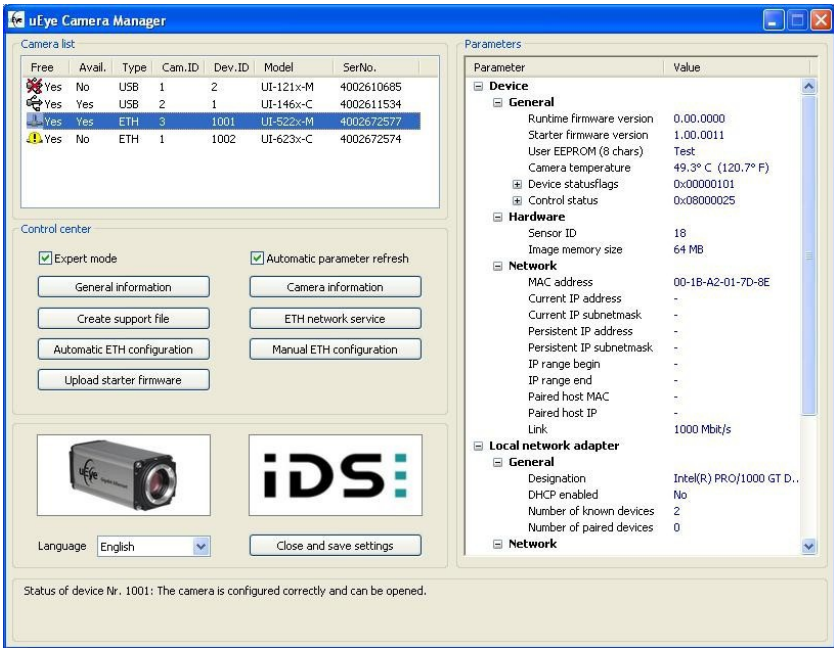 uEye Camera Manager
Camera list
Free Avail. Type Cam.ID Dev.ID Model SerNo.
Yes No USB 1 2 UI-121x-M 4002610685
Yes Yes USB 2 1 UI-146x-C 4002611534
Yes Yes ETH 3 1001 UI-522x-M 4002672577
Yes No ETH 1 1002 UI-623x-C 4002672574
Control center
Expert mode Automatic parameter refresh
General information Camera information
Create support file ETH network service
Automatic ETH configuration Manual ETH configuration
Upload starter firmware
uEye Gigabit Ethernet
iDS
Language English Close and save settings
Parameters
Parameter Value
Device
General
Runtime firmware version 0.00.0000
Starter firmware version 1.00.0011
User EEPROM (8 chars) Test
Camera temperature 49.3° C (120.7° F)
Device statusflags 0x00000101
Control status 0x08000025
Hardware
Sensor ID 18
Image memory size 64 MB
Network
MAC address 00-1B-A2-01-7D-8E
Current IP address -
Current IP subnetmask -
Persistent IP address -
Persistent IP subnetmask -
IP range begin -
IP range end -
Paired host MAC -
Paired host IP -
Link 1000 Mbit/s
Local network adapter
General
Designation Intel(R) PRO/1000 GT D..
DHCP enabled No
Number of known devices 2
Number of paired devices 0
Network
Status of device Nr. 1001: The camera is configured correctly and can be opened.